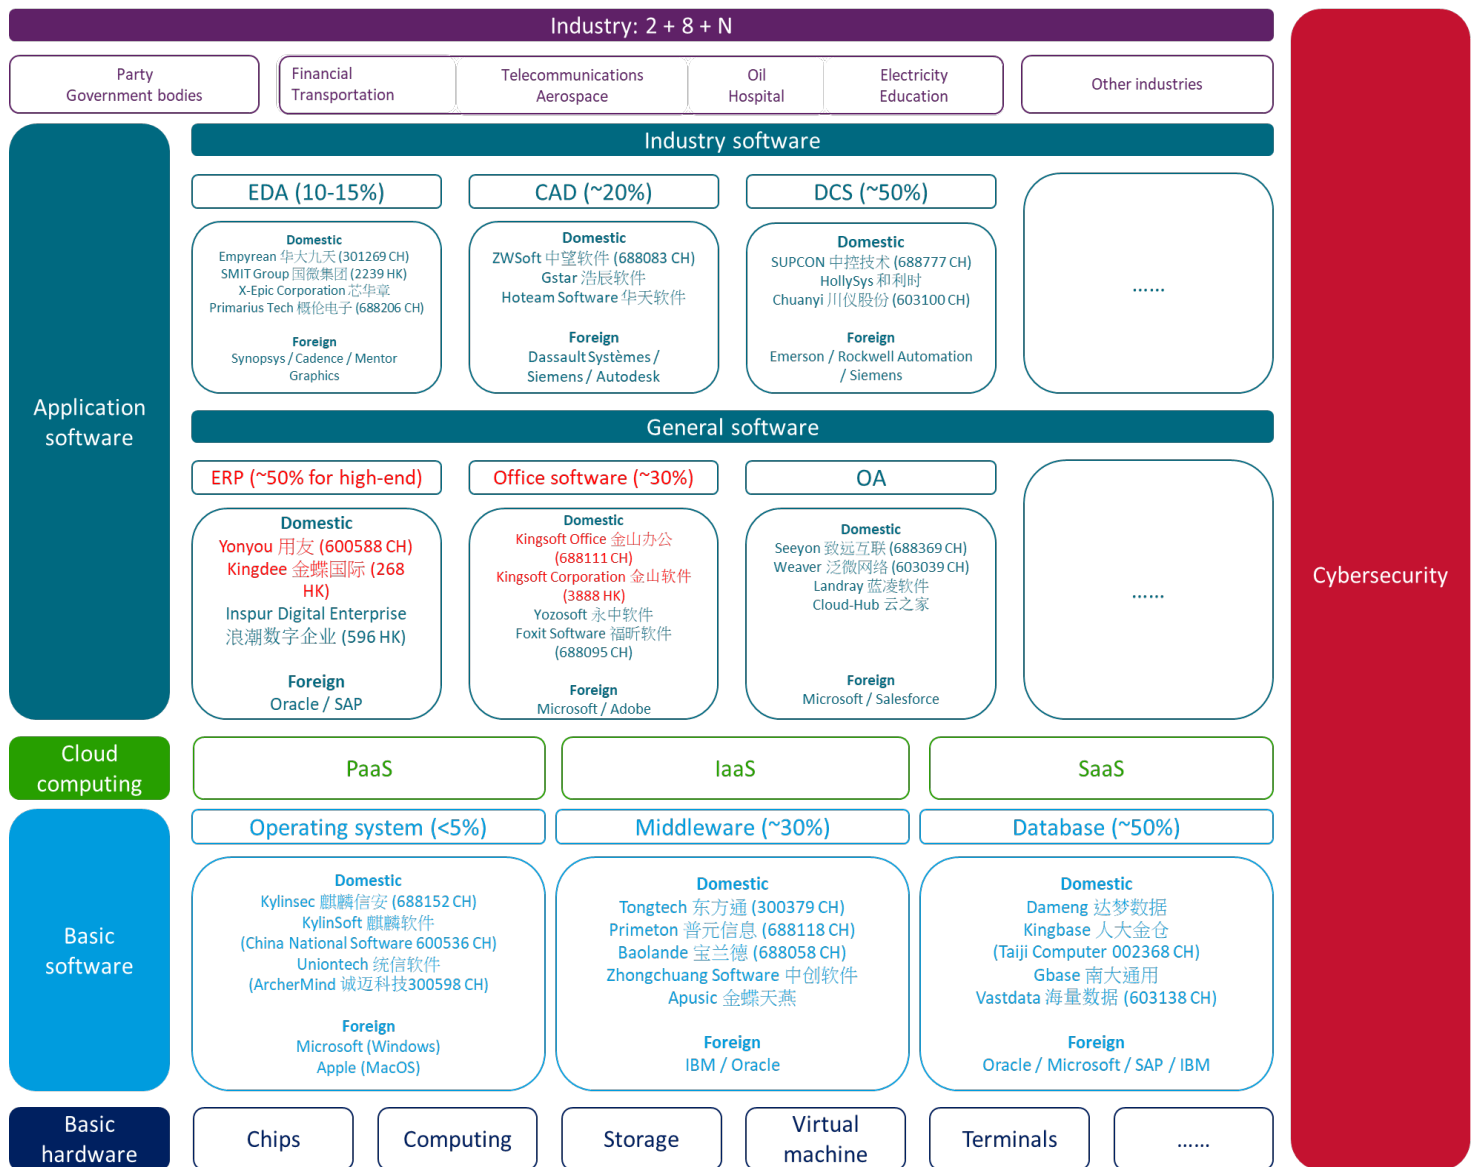 Industry: 2 + 8 + N
Party
Government bodies
Financial
Transportation
Telecommunications
Aerospace
Oil
Hospital
Electricity
Education
Other industries
Application
software
Industry software
EDA (10-15%)
Domestic
Empyrean 华大九天 (301269 CH)
SMIT Group 国微集团 (2239 HK)
X-Epic Corporation 芯华章
Primarius Tech 概伦电子 (688206 CH)
Foreign
Synopsys / Cadence / Mentor
Graphics
CAD (~20%)
Domestic
ZWSoft 中望软件 (688083 CH)
Gstar 浩辰软件
Hoteam Software 华天软件
Foreign
Dassault Systèmes /
Siemens / Autodesk
DCS (~50%)
Domestic
SUPCON 中控技术 (688777 CH)
HollySys 和利时
Chuanyi 川仪股份 (603100 CH)
Foreign
Emerson / Rockwell Automation
/ Siemens
......
General software
ERP (~50% for high-end)
Domestic
Yonyou 用友 (600588 CH)
Kingdee 金蝶国际 (268
HK)
Inspur Digital Enterprise
浪潮数字企业 (596 HK)
Foreign
Oracle / SAP
Office software (~30%)
Domestic
Kingsoft Office 金山办公
(688111 CH)
Kingsoft Corporation 金山软件
(3888 HK)
Yozosoft 永中软件
Foxit Software 福昕软件
(688095 CH)
Foreign
Microsoft / Adobe
OA
Domestic
Seeyon 致远互联 (688369 CH)
Weaver 泛微网络 (603039 CH)
Landray 蓝凌软件
Cloud-Hub 云之家
Foreign
Microsoft / Salesforce
......
Cloud
computing
PaaS
IaaS
SaaS
Basic
software
Operating system (<5%)
Domestic
Kylinsec 麒麟信安 (688152 CH)
KylinSoft 麒麟软件
(China National Software 600536 CH)
Uniontech 统信软件
(ArcherMind 诚迈科技300598 CH)
Foreign
Microsoft (Windows)
Apple (MacOS)
Middleware (~30%)
Domestic
Tongtech 东方通 (300379 CH)
Primeton 普元信息 (688118 CH)
Baolande 宝兰德 (688058 CH)
Zhongchuang Software 中创软件
Apusic 金蝶天燕
Foreign
IBM / Oracle
Database (~50%)
Domestic
Dameng 达梦数据
Kingbase 人大金仓
(Taiji Computer 002368 CH)
Gbase 南大通用
Vastdata 海量数据 (603138 CH)
Foreign
Oracle / Microsoft / SAP / IBM
Basic
hardware
Chips
Computing
Storage
Virtual
machine
Terminals
......
Cybersecurity